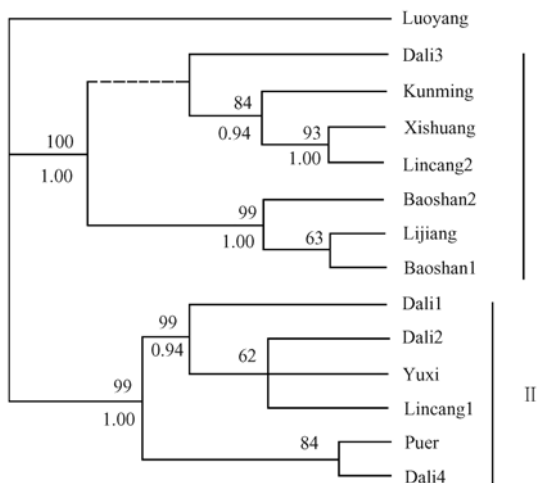 Luoyang
Dali3
84
Kunming
0.94
93
Xishuang
100
1.00
Lincang2
1.00
99
Baoshan2
1.00
63
Lijiang
Baoshan1
99
Dali1
0.94
62
Dali2
99
Yuxi
II
1.00
Lincang1
84
Puer
Dali4